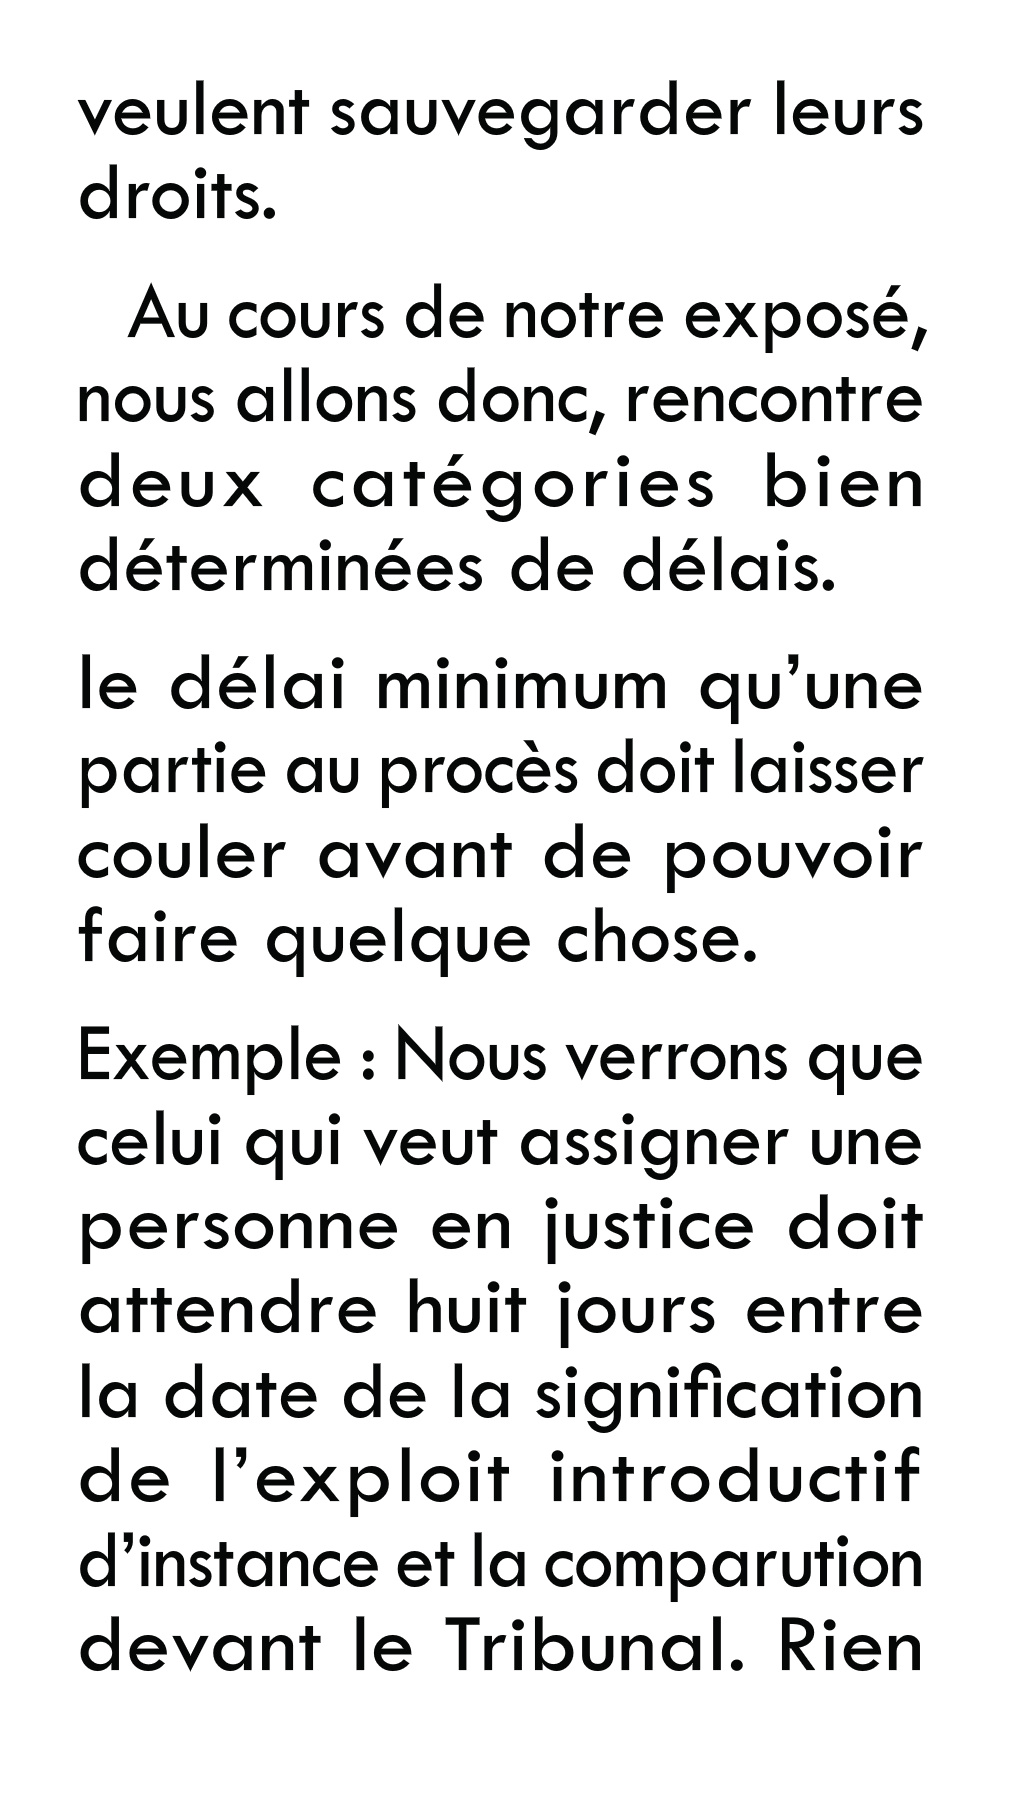 veulent sauvegarder leurs
droits.
Au cours de notre exposé,
nous allons donc, rencontre
deux catégories bien
déterminées de délais.
le délai minimum qu’une
partie au procès doit laisser
couler avant de pouvoir
faire quelque chose.
Exemple : Nous verrons que
celui qui veut assigner une
personne en justice doit
attendre huit jours entre
la date de la signification
de l’exploit introductif
d’instance et la comparution
devant le Tribunal. Rien